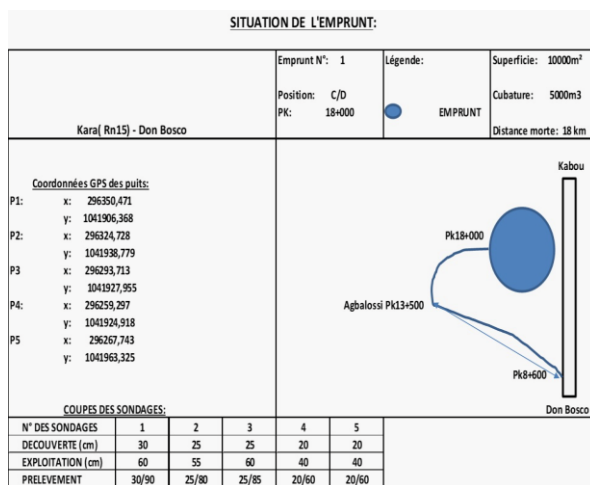 SITUATION DE L'EMPRUNT:
Kara( Rn15) - Don Bosco
Emprunt N°: 1
Position: C/D
PK: 18+000
Légende:
EMPRUNT
Superficie: 10000m²
Cubature: 5000m3
Distance morte: 18 km
Coordonnées GPS des puits:
P1: x: 296350,471
y: 1041906,368
P2: x: 296324,728
y: 1041938,779
P3 x: 296293,713
y: 1041927,955
P4: x: 296259,297
y: 1041924,918
P5 x: 296267,743
y: 1041963,325
Kabou
Pk18+000
Agbalossi Pk13+500
Pk8+600
Don Bosco
COUPES DES SONDAGES:
N° DES SONDAGES 1 2 3 4 5
DECOUVERTE (cm) 30 25 25 20 20
EXPLOITATION (cm) 60 55 60 40 40
PRELEVEMENT 30/90 25/80 25/85 20/60 20/60